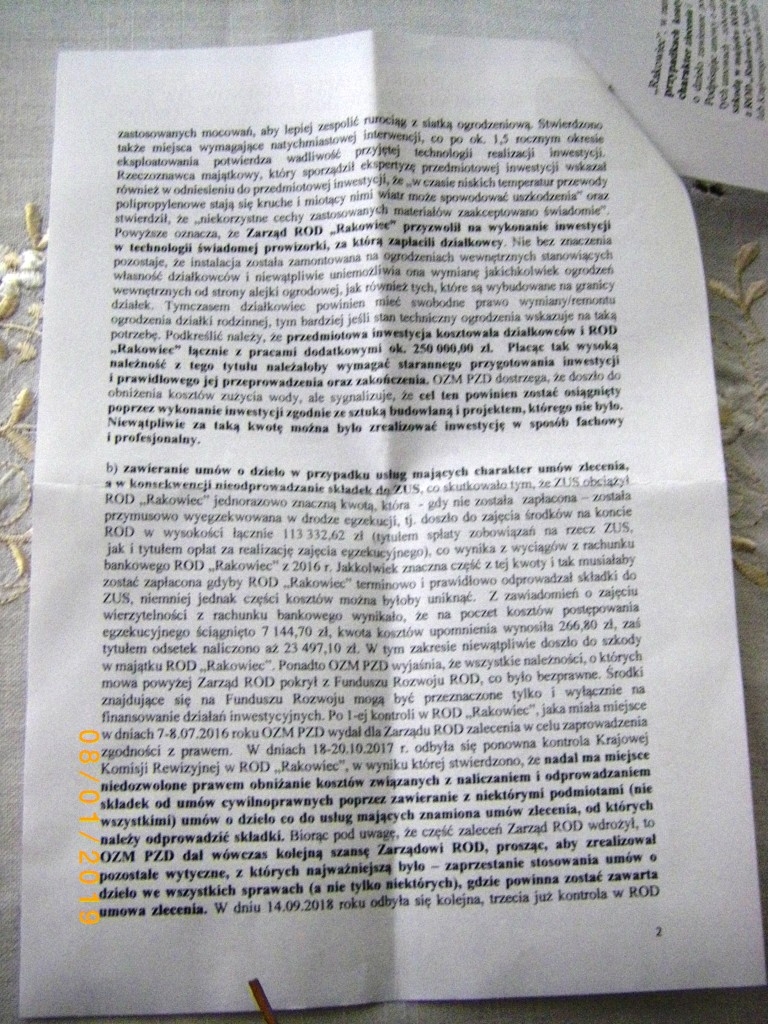 zastosowanych mocowań, aby lepiej zespolić rurociąg z siatką ogrodzeniową. Stwierdzono
także miejsca wymagające natychmiastowej interwencji, co po ok. 1,5 rocznym okresie
eksploatowania potwierdza wadliwość przyjętej technologii realizacji inwestycji.
Rzeczoznawca majątkowy, który sporządził ekspertyzę przedmiotowej inwestycji wskazał
również w odniesieniu do przedmiotowej inwestycji, że „w czasie niskich temperatur przewody
polipropylenowe stają się kruche i miotący nimi wiatr może spowodować uszkodzenia" oraz
stwierdził, że „niekorzystne cechy zastosowanych materiałów zaakceptowano świadomie".
Powyższe oznacza, że Zarząd ROD „Rakowiec" przyzwolił na wykonanie inwestycji
w technologii świadomej prowizorki, za którą zapłacili działkowcy. Nie bez znaczenia
pozostaje, że instalacja została zamontowana na ogrodzeniach wewnętrznych stanowiących
własność działkowców i niewątpliwie uniemożliwia ona wymianę jakichkolwiek ogrodzeń
wewnętrznych od strony alejki ogrodowej, jak również tych, które są wybudowane na granicy
działek. Tymczasem działkowiec powinien mieć swobodne prawo wymiany/remontu
ogrodzenia działki rodzinnej, tym bardziej jeśli stan techniczny ogrodzenia wskazuje na taką
potrzebę. Podkreślić należy, że przedmiotowa inwestycja kosztowała działkowców i ROD
„Rakowiec" łącznie z pracami dodatkowymi ok. 250 000,00 zł. Płacąc tak wysoką
należność z tego tytułu należałoby wymagać starannego przygotowania inwestycji
i prawidłowego jej przeprowadzenia oraz zakończenia. OZM PZD dostrzega, że doszło do
obniżenia kosztów zużycia wody, ale sygnalizuje, że cel ten powinien zostać osiągnięty
poprzez wykonanie inwestycji zgodnie ze sztuką budowlaną i projektem, którego nie było.
Niewątpliwie za taką kwotę można było zrealizować inwestycję w sposób fachowy
i profesjonalny.
b) zawieranie umów o dzieło w przypadku usług mających charakter umów zlecenia,
a w konsekwencji nieodprowadzanie składek do ZUS, co skutkowało tym, że ZUS obciążył
ROD „Rakowiec" jednorazowo znaczną kwotą, która - gdy nie została zapłacona – została
przymusowo wyegzekwowana w drodze egzekucji, tj. doszło do zajęcia środków na koncie
ROD w wysokości łącznie 113 332,62 zł (tytułem spłaty zobowiązań na rzecz ZUS,
jak i tytułem opłat za realizację zajęcia egzekucyjnego), co wynika z wyciągów z rachunku
bankowego ROD „Rakowiec" z 2016 r. Jakkolwiek znaczna część z tej kwoty i tak musiałaby
zostać zapłacona gdyby ROD „Rakowiec" terminowo i prawidłowo odprowadzał składki do
ZUS, niemniej jednak części kosztów można byłoby uniknąć. Z zawiadomień o zajęciu
wierzytelności z rachunku bankowego wynikało, że na poczet kosztów postępowania
egzekucyjnego ściągnięto 7 144,70 zł, kwota kosztów upomnienia wynosiła 266,80 zł, zaś
tytułem odsetek naliczono aż 23 497,10 zł. W tym zakresie niewątpliwie doszło do szkody
w majątku ROD „Rakowiec". Ponadto OZM PZD wyjaśnia, że wszystkie należności, o których
mowa powyżej Zarząd ROD pokrył z Funduszu Rozwoju ROD, co było bezprawne. Środki
znajdujące się na Funduszu Rozwoju mogą być przeznaczone tylko i wyłącznie na
finansowanie działań inwestycyjnych. Po 1-ej kontroli w ROD „Rakowiec", jaka miała miejsce
w dniach 7-8.07.2016 roku OZM PZD wydał dla Zarządu ROD zalecenia w celu zaprowadzenia
zgodności z prawem. W dniach 18-20.10.2017 r. odbyła się ponowna kontrola Krajowej
Komisji Rewizyjnej w ROD „Rakowiec", w wyniku której stwierdzono, że nadal ma miejsce
niedozwolone prawem obniżanie kosztów związanych z naliczaniem i odprowadzaniem
składek od umów cywilnoprawnych poprzez zawieranie z niektórymi podmiotami (nie
wszystkimi) umów o dzieło co do usług mających znamiona umów zlecenia, od których
należy odprowadzić składki. Biorąc pod uwagę, że część zaleceń Zarząd ROD wdrożył, to
OZM PZD dał wówczas kolejną szansę Zarządowi ROD, prosząc, aby zrealizował
pozostałe wytyczne, z których najważniejszą było – zaprzestanie stosowania umów o
dzieło we wszystkich sprawach (a nie tylko niektórych), gdzie powinna zostać zawarta
umowa zlecenia. W dniu 14.09.2018 roku odbyła się kolejna, trzecia już kontrola w ROD
2
08/01/2019
„Rakowiec", w
przypadkach
charakter zlecenia
o dzieło